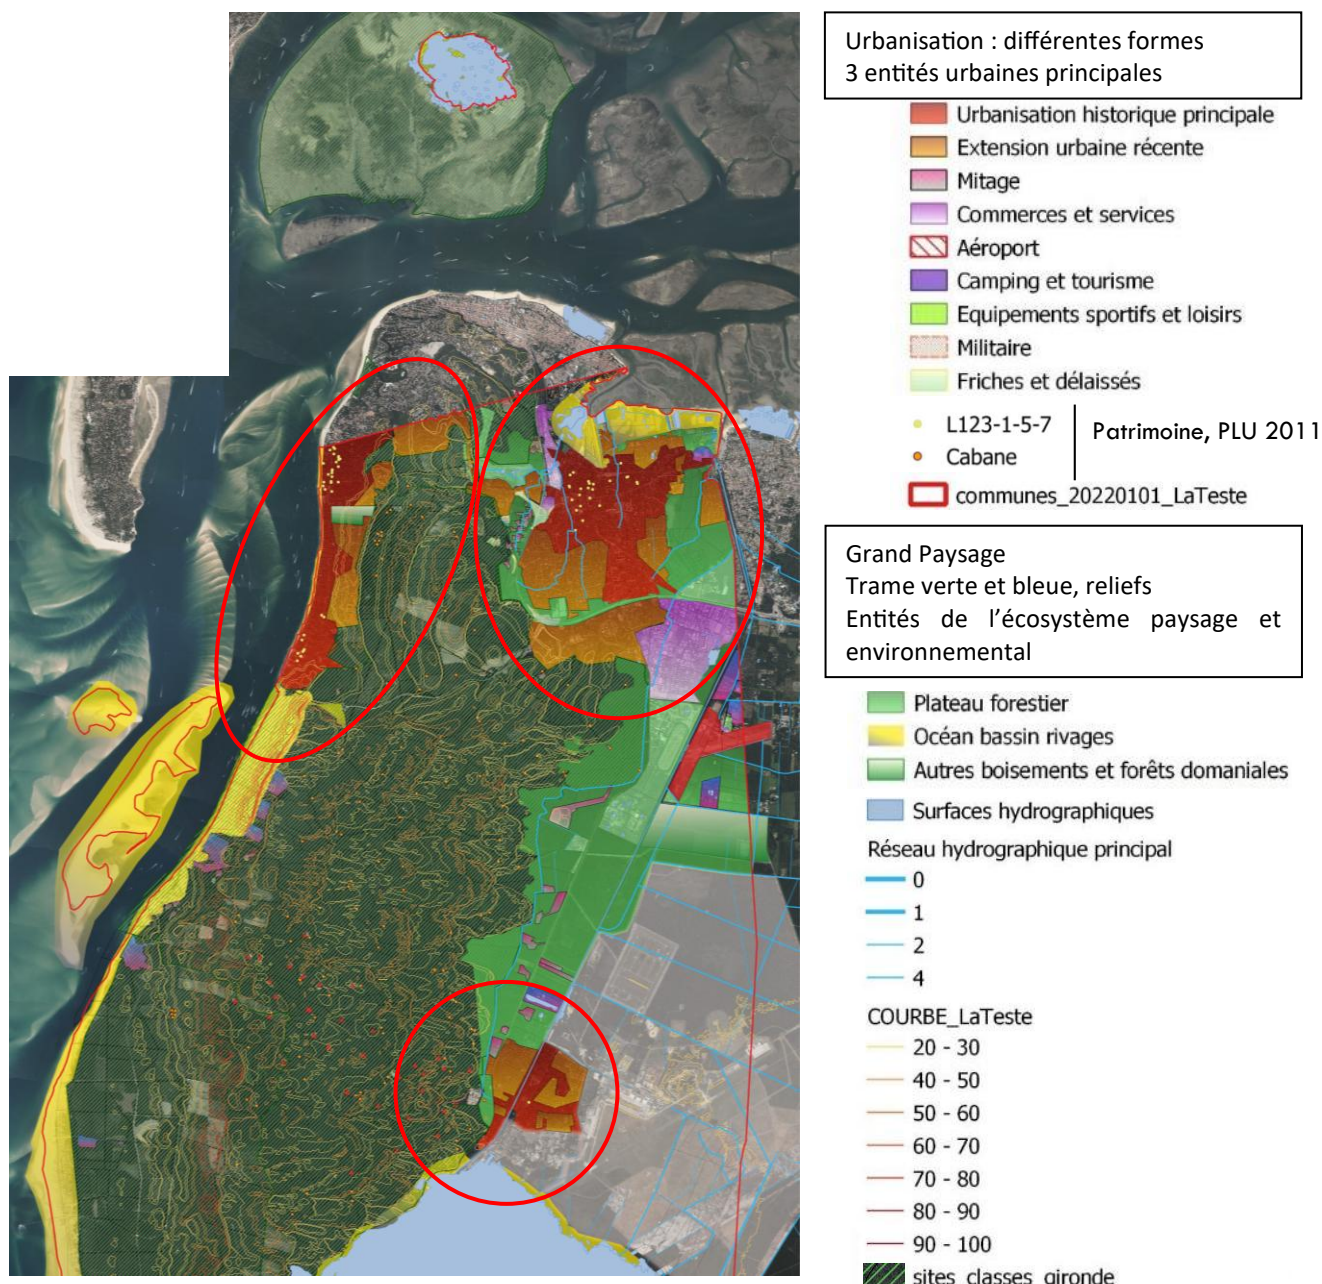 Urbanisation : différentes formes
3 entités urbaines principales
Urbanisation historique principale
Extension urbaine récente
Mitage
Commerces et services
Aéroport
Camping et tourisme
Equipements sportifs et loisirs
Militaire
Friches et délaissés
L123-1-5-7
Cabane
Patrimoine, PLU 2011
communes_20220101_LaTeste
Grand Paysage
Trame verte et bleue, reliefs
Entités de l'écosystème paysage et
environnemental
Plateau forestier
Océan bassin rivages
Autres boisements et forêts domaniales
Surfaces hydrographiques
Réseau hydrographique principal
0
1
2
4
COURBE_LaTeste
20 - 30
40 - 50
50 - 60
60 - 70
70 - 80
80 - 90
90 - 100
sites_classes_gironde